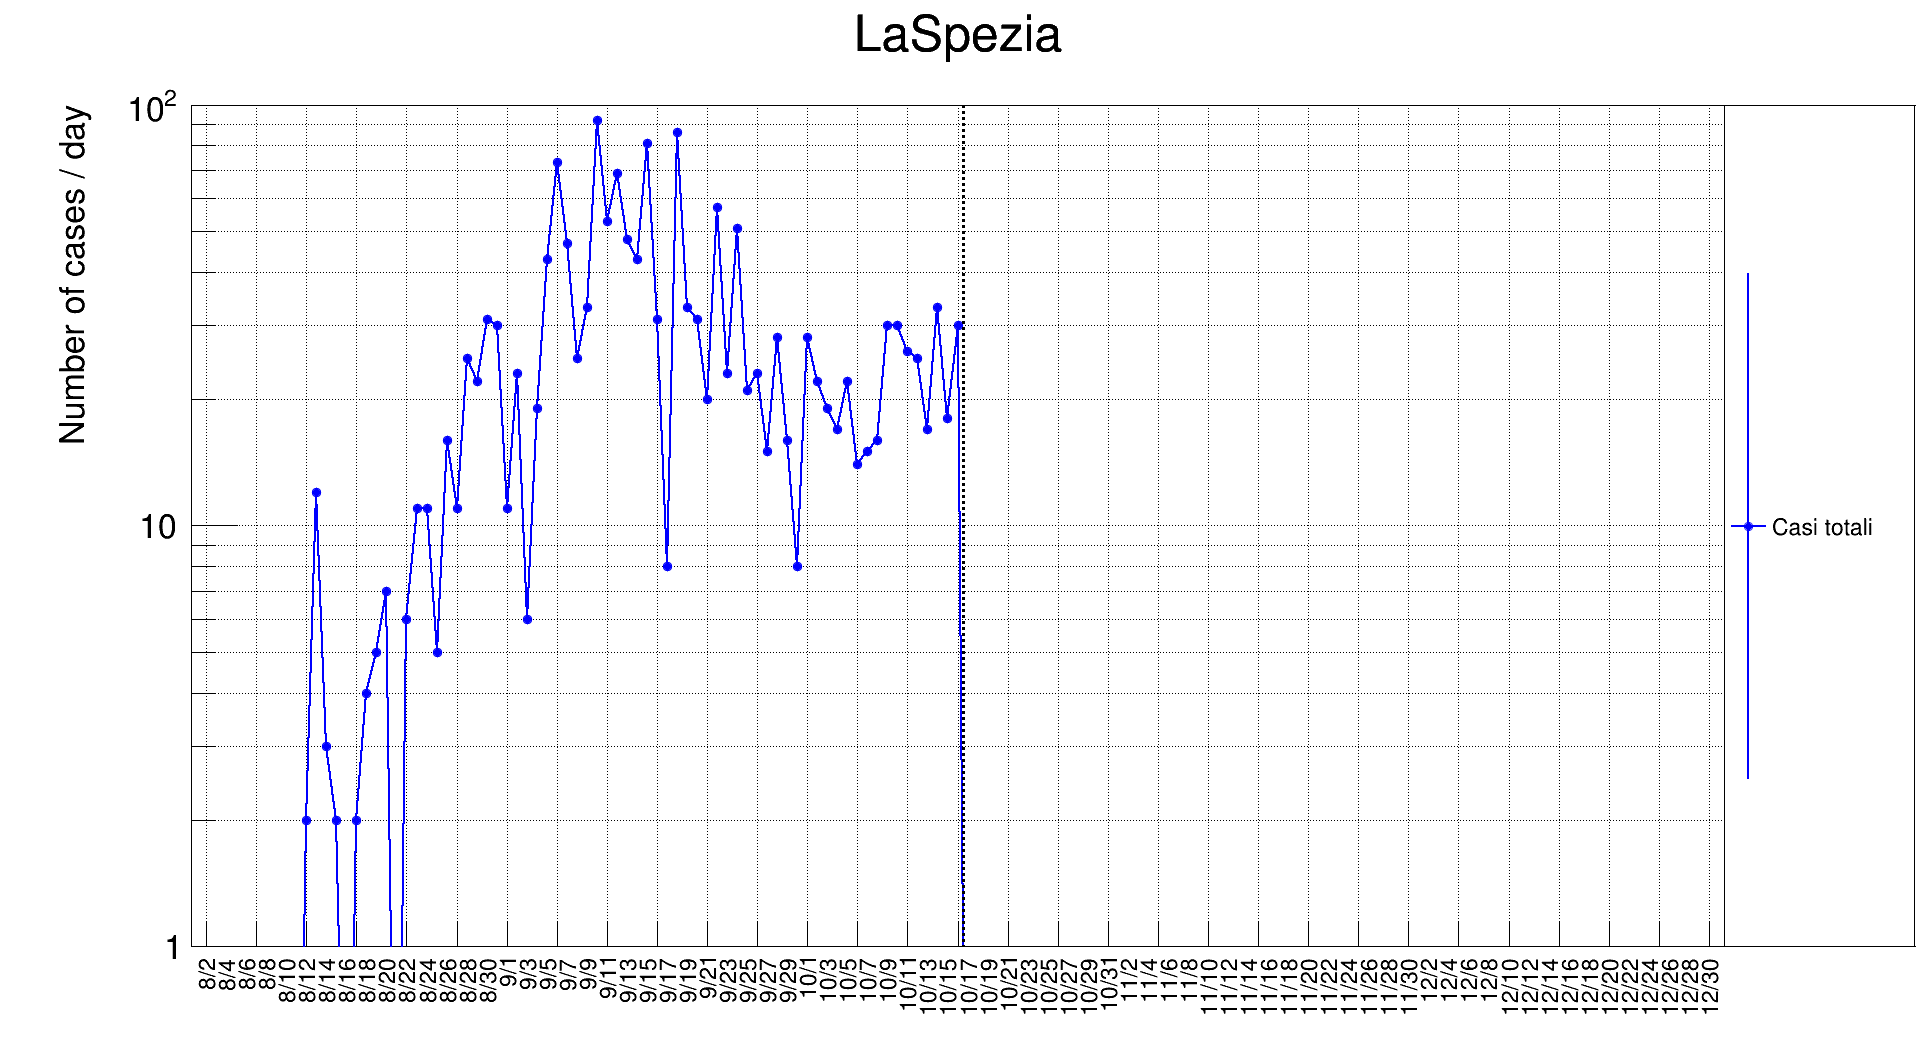 LaSpezia
Number of cases / day
10²
10
1
8/2 8/4 8/6 8/8 8/10 8/12 8/14 8/16 8/18 8/20 8/22 8/24 8/26 8/28 8/30 9/1 9/3 9/5 9/7 9/9 9/11 9/13 9/15 9/17 9/19 9/21 9/23 9/25 9/27 9/29 10/1 10/3 10/5 10/7 10/9 10/11 10/13 10/15 10/17 10/19 10/21 10/23 10/25 10/27 10/29 10/31 11/2 11/4 11/6 11/8 11/10 11/12 11/14 11/16 11/18 11/20 11/22 11/24 11/26 11/28 11/30 12/2 12/4 12/6 12/8 12/10 12/12 12/14 12/16 12/18 12/20 12/22 12/24 12/26 12/28 12/30
Casi totali